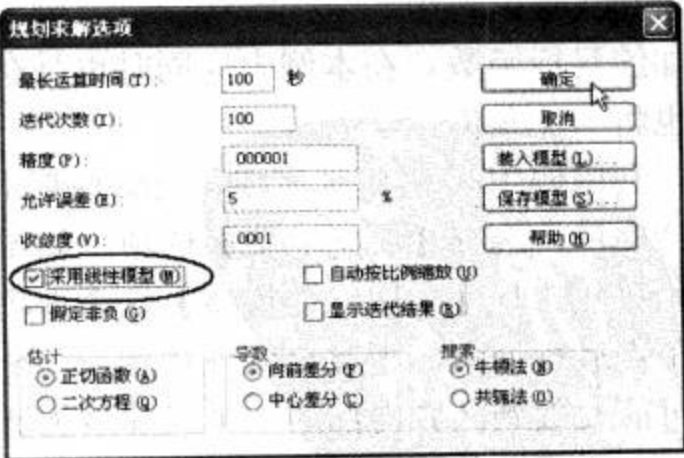 规划求解选项
最长运算时间(T): 100 秒 确定
迭代次数(I): 100 取消
精度(P): .000001 装入模型(L)...
允许误差(E): 5 % 保存模型(S)...
收敛度(V): .0001 帮助(H)
采用线性模型(M) 自动按比例缩放(U)
假定非负(G) 显示迭代结果(R)
估计 导数 搜索
正切函数(A) 向前差分(F) 牛顿法(N)
二次方程(Q) 中心差分(C) 共轭法(O)